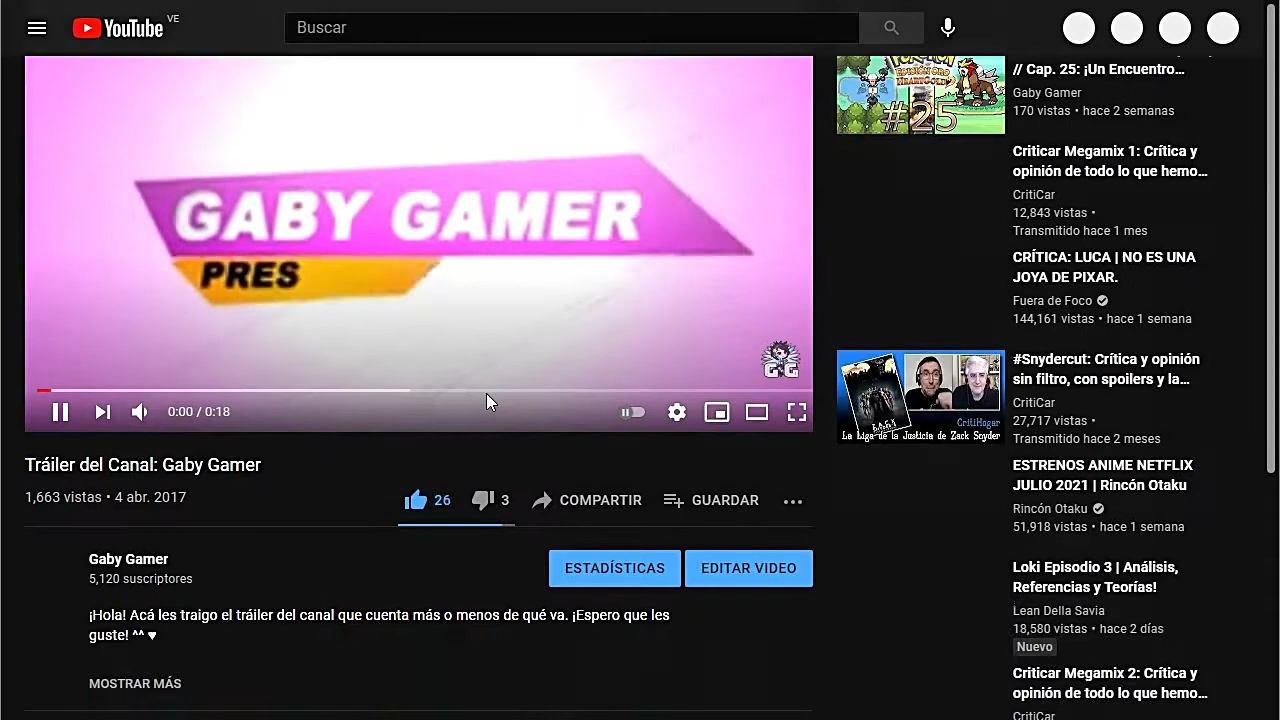 YouTube VE
Buscar
GABY GAMER
PRES
GG
0:00 / 0:18
Tráiler del Canal: Gaby Gamer
1,663 vistas • 4 abr. 2017
26
3
COMPARTIR
GUARDAR
Gaby Gamer
5,120 suscriptores
ESTADÍSTICAS
EDITAR VIDEO
¡Hola! Acá les traigo el tráiler del canal que cuenta más o menos de qué va. ¡Espero que les
guste! ^^ ♥
MOSTRAR MÁS
EDICIÓN ORO
HEARTGOLD
#25
// Cap. 25: ¡Un Encuentro…
Gaby Gamer
170 vistas • hace 2 semanas
Criticar Megamix 1: Crítica y
opinión de todo lo que hemo…
CritiCar
12,843 vistas •
Transmitido hace 1 mes
CRÍTICA: LUCA | NO ES UNA
JOYA DE PIXAR.
Fuera de Foco
144,161 vistas • hace 1 semana
CritiHogar
La Liga de la Justicia de Zack Snyder
#Snydercut: Crítica y opinión
sin filtro, con spoilers y la…
CritiCar
27,717 vistas •
Transmitido hace 2 meses
ESTRENOS ANIME NETFLIX
JULIO 2021 | Rincón Otaku
Rincón Otaku
51,918 vistas • hace 1 semana
Loki Episodio 3 | Análisis,
Referencias y Teorías!
Lean Della Savia
18,580 vistas • hace 2 días
Nuevo
Criticar Megamix 2: Crítica y
opinión de todo lo que hemo…
CritiCar